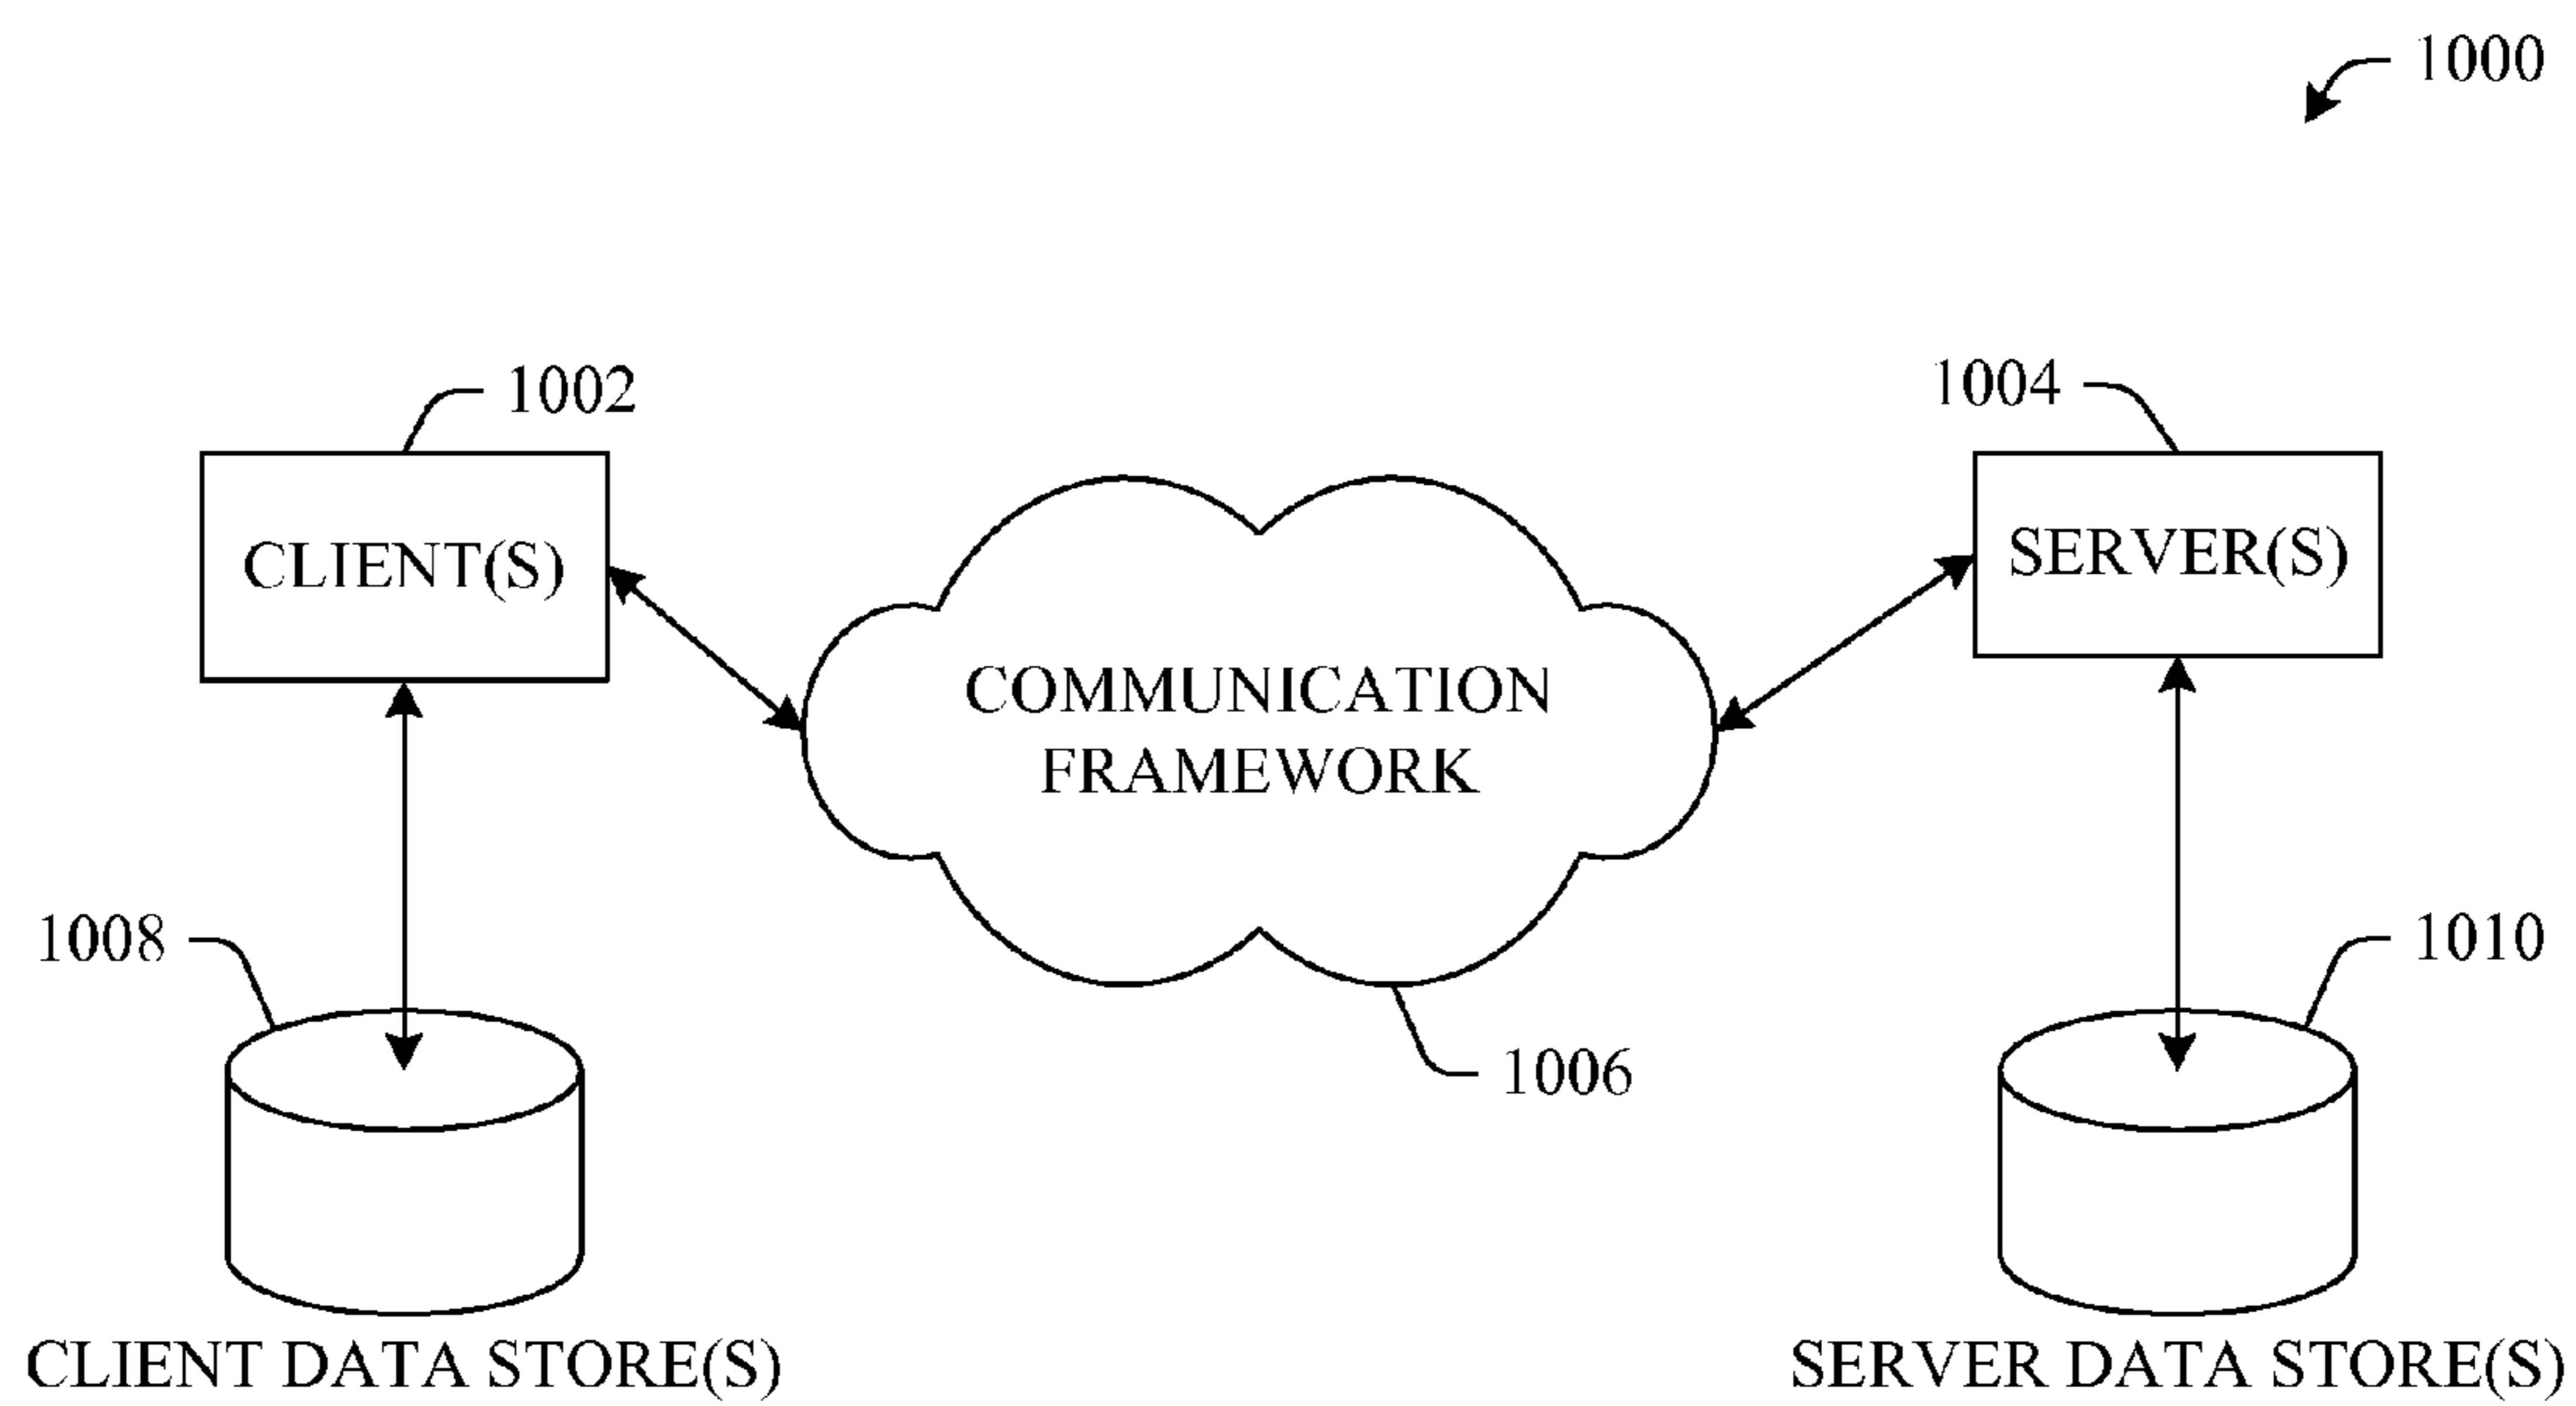 1000
1002
1004
CLIENT(S)
SERVER(S)
COMMUNICATION
FRAMEWORK
1008
1010
1006
CLIENT DATA STORE(S)
SERVER DATA STORE(S)